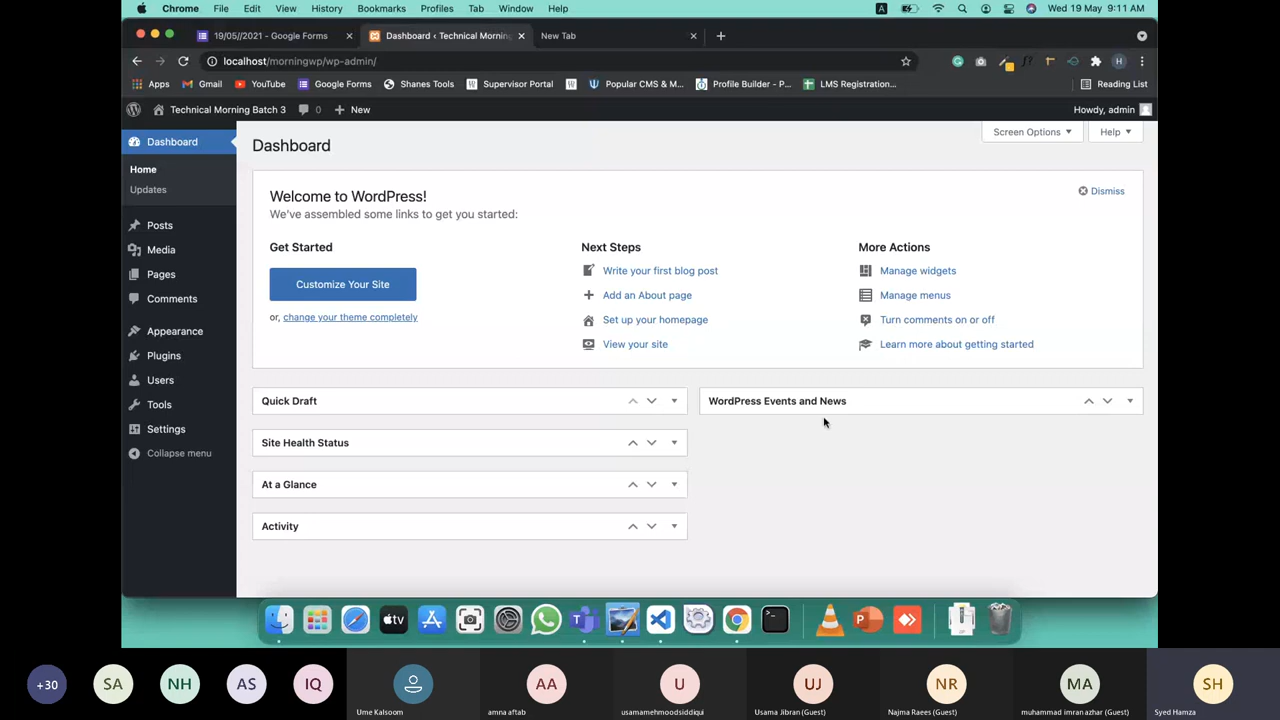 Chrome File Edit View History Bookmarks Profiles Tab Window Help A Wed 19 May 9:11 AM
19/05//2021 - Google Forms Dashboard ‹ Technical Morning New Tab
localhost/morningwp/wp-admin/
Apps Gmail YouTube Google Forms Shanes Tools Supervisor Portal Popular CMS & M... Profile Builder - P... LMS Registration... Reading List
Technical Morning Batch 3 0 New Howdy, admin
Dashboard
Home
Updates
Posts
Media
Pages
Comments
Appearance
Plugins
Users
Tools
Settings
Collapse menu
Screen Options Help
Dashboard
Welcome to WordPress!
Dismiss
We've assembled some links to get you started:
Get Started
Customize Your Site
or, change your theme completely
Next Steps
Write your first blog post
Add an About page
Set up your homepage
View your site
More Actions
Manage widgets
Manage menus
Turn comments on or off
Learn more about getting started
Quick Draft
Site Health Status
At a Glance
Activity
WordPress Events and News
tv
+30 SA NH AS IQ AA U UJ NR MA SH
Ume Kalsoom amna aftab usamamehmoodsiddiqui Usama Jibran (Guest) Najma Raees (Guest) muhammad imran azhar (Guest) Syed Hamza